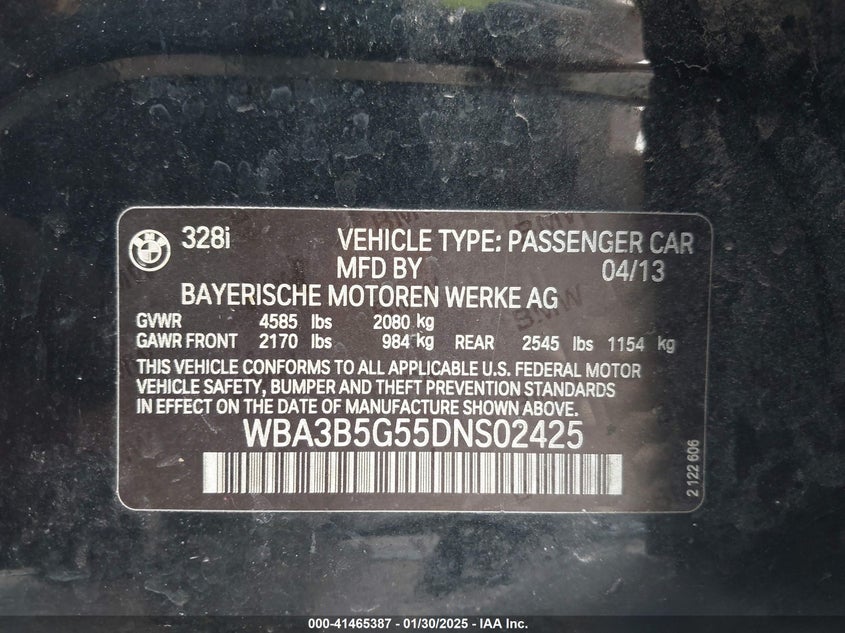 328i VEHICLE TYPE: PASSENGER CAR
MFD BY 04/13
BAYERISCHE MOTOREN WERKE AG
GVWR 4585 lbs 2080 kg
GAWR FRONT 2170 lbs 984 kg REAR 2545 lbs 1154 kg
THIS VEHICLE CONFORMS TO ALL APPLICABLE U.S. FEDERAL MOTOR
VEHICLE SAFETY, BUMPER AND THEFT PREVENTION STANDARDS
IN EFFECT ON THE DATE OF MANUFACTURE SHOWN ABOVE.
WBA3B5G55DNS02425
2 122 606
000-41465387 - 01/30/2025 - IAA Inc.